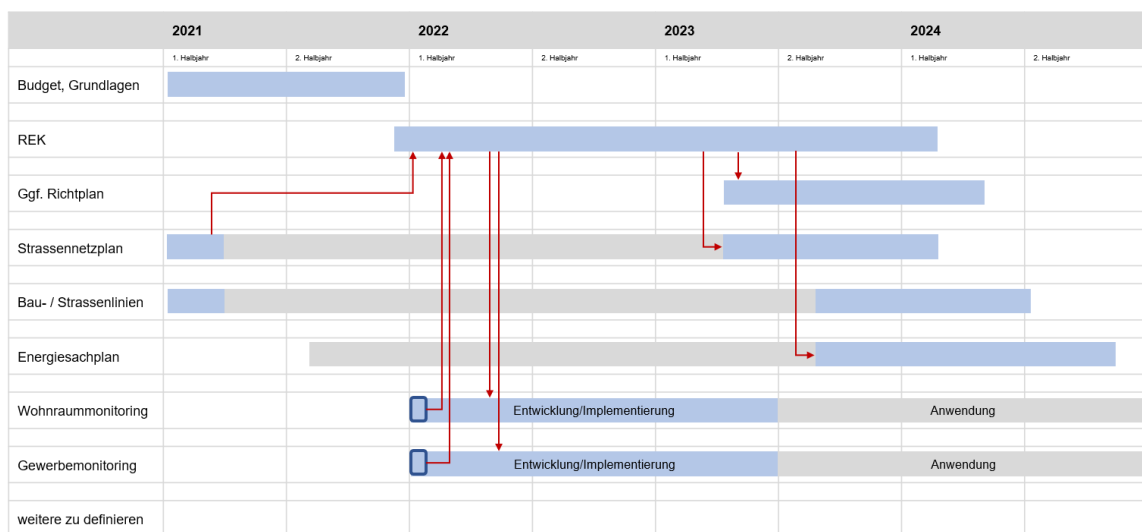 2021 2022 2023 2024
1. Halbjahr 2. Halbjahr 1. Halbjahr 2. Halbjahr 1. Halbjahr 2. Halbjahr 1. Halbjahr 2. Halbjahr
Budget, Grundlagen
REK
Ggf. Richtplan
Strassennetzplan
Bau- / Strassenlinien
Energiesachplan
Wohnraummonitoring Entwicklung/Implementierung Anwendung
Gewerbemonitoring Entwicklung/Implementierung Anwendung
weitere zu definieren